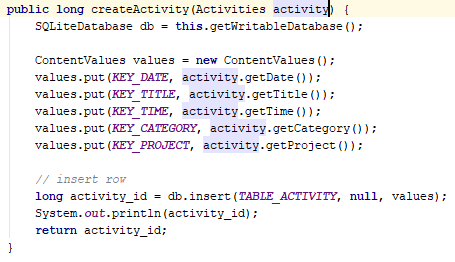 public long createActivity(Activities activity) {
    SQLiteDatabase db = this.getWritableDatabase();

    ContentValues values = new ContentValues();
    values.put(KEY_DATE, activity.getDate());
    values.put(KEY_TITLE, activity.getTitle());
    values.put(KEY_TIME, activity.getTime());
    values.put(KEY_CATEGORY, activity.getCategory());
    values.put(KEY_PROJECT, activity.getProject());

    // insert row
    long activity_id = db.insert(TABLE_ACTIVITY, null, values);
    System.out.println(activity_id);
    return activity_id;
}